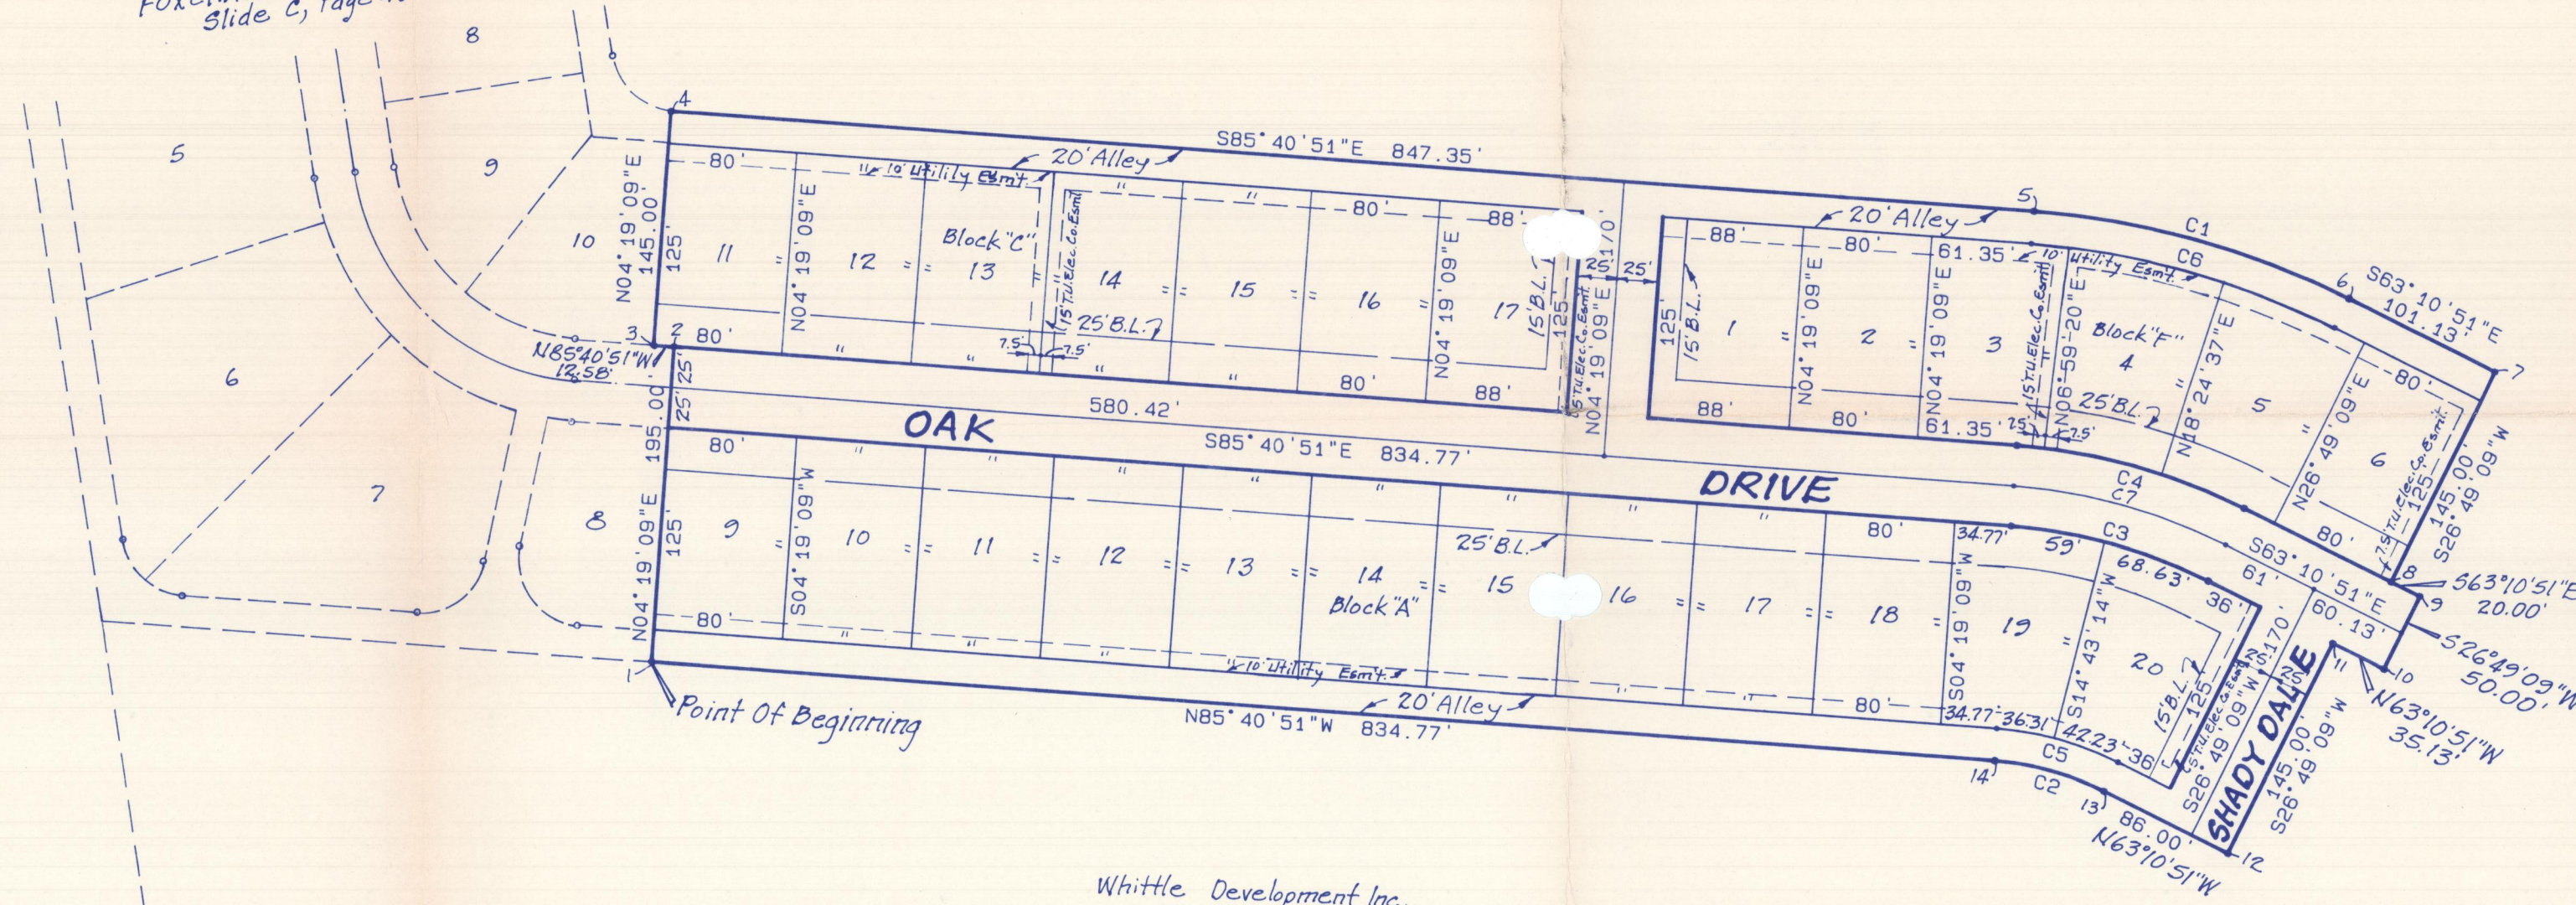 Slide C,
8
5
9
10
6
7
8
4
S85°40'51"E 847.35'
20' Alley
5
C1
20' Alley
6
S63°10'51"E
101.13'
7
N04°19'09"E
145.00'
125'
80'
10' Utility Esmt.
N04°19'09"E
15' T.U. Elec. Co. Esmt.
80'
88'
N04°19'09"E
170'
11
12
Block "C"
13
14
15
16
17
25' B.L.
15' B.L.
125'
15' T.U. Elec. Co. Esmt.
N04°19'09"E
25' 25'
125'
15' B.L.
88'
80'
61.35'
10' Utility Esmt.
C6
1
N04°19'09"E
2
N04°19'09"E
3
15' T.U. Elec. Co. Esmt.
N06°-59'-20"E
Block "F"
4
N18°24'37"E
5
N26°49'09"E
80'
6
25' B.L.
7.5' T.U. Elec. Co. Esmt.
125'
145.00'
S26°49'09"W
3
2
N85°40'51"W
12.58'
80'
7.5' 7.5'
80'
88'
88'
80'
61.35'
7.5' 7.5'
C4
C7
80'
8
S63°10'51"E
20.00'
9
25' 25'
580.42'
OAK
S85°40'51"E 834.77'
DRIVE
195.00'
N04°19'09"E
125'
80'
S04°19'09"W
9
10
11
12
13
14
Block "A"
15
25' B.L.
16
17
80'
18
34.77'
S04°19'09"W
59'
C3
68.63'
36'
S63°10'51"E
61'
60.13'
19
S14°43'14"W
20
15' B.L.
125'
T.U. Elec. Co. Esmt.
S26°49'09"W
170'
25' 25'
SHADY DALE
11
10
S26°49'09"W
50.00'
N63°10'51"W
35.13'
145.00'
S26°49'09"W
80'
10' Utility Esmt.
80'
34.77'
36.31'
42.23'
36'
1
Point Of Beginning
20' Alley
N85°40'51"W 834.77'
14
C5
C2
13
86.00'
N63°10'51"W
12
Whittle Development Inc.